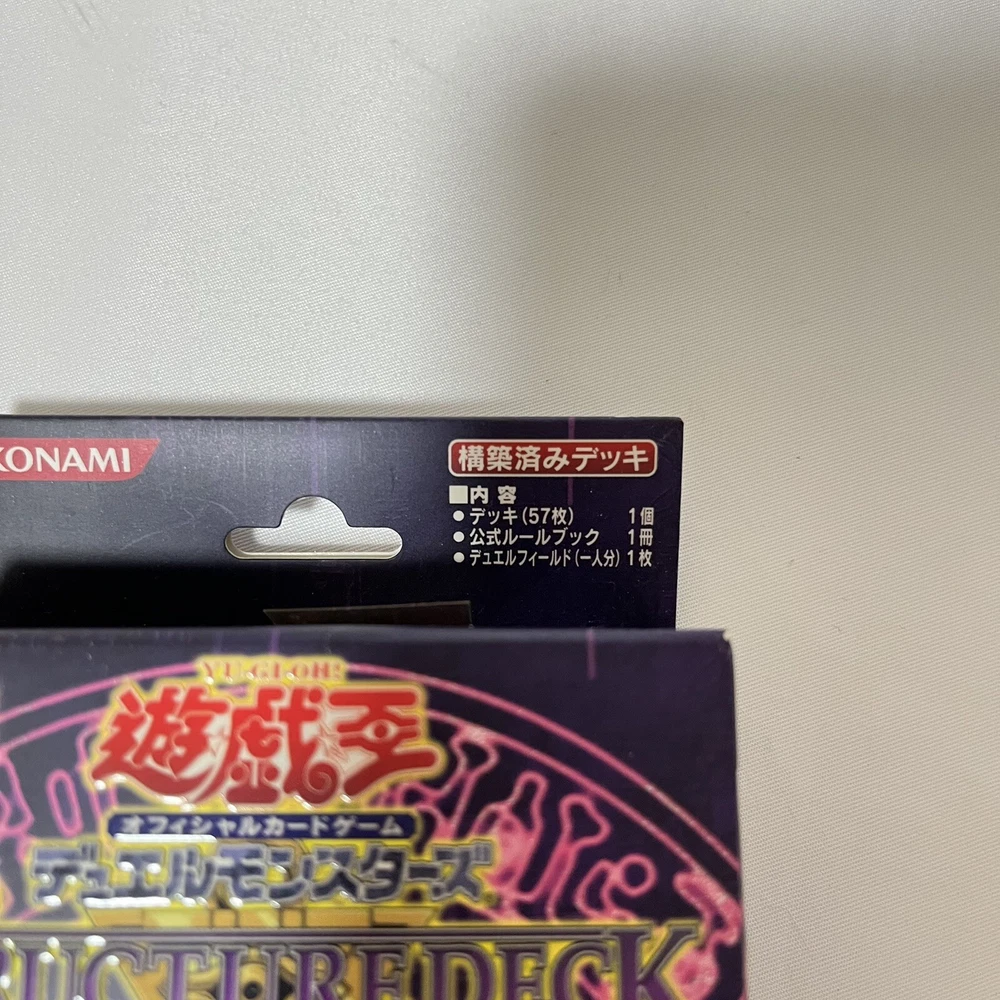 KONAMI
構築済みデッキ
■内 容
●デッキ(57枚) 1個
●公式ルールブック 1冊
●デュエルフィールド(一人分) 1枚
YU-GI-OH!
遊戯王
オフィシャルカードゲーム
デュエルモンスターズ
RUCTURE DECK